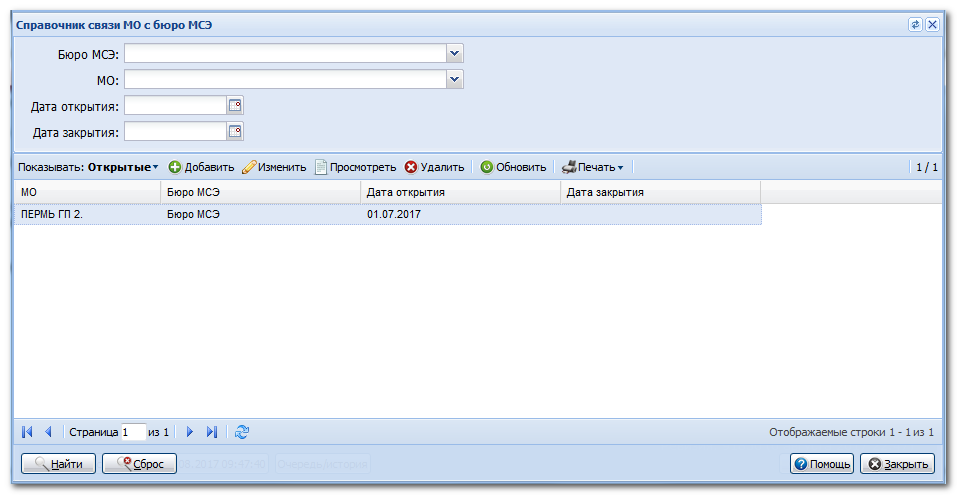 Справочник связи МО с бюро МСЭ
Бюро МСЭ:
МО:
Дата открытия:
Дата закрытия:
Показывать: Открытые Добавить Изменить Просмотреть Удалить Обновить Печать 1 / 1
МО Бюро МСЭ Дата открытия Дата закрытия
ПЕРМЬ ГП 2. Бюро МСЭ 01.07.2017
Страница 1 из 1 Отображаемые строки 1 - 1 из 1
Найти Сброс Помощь Закрыть